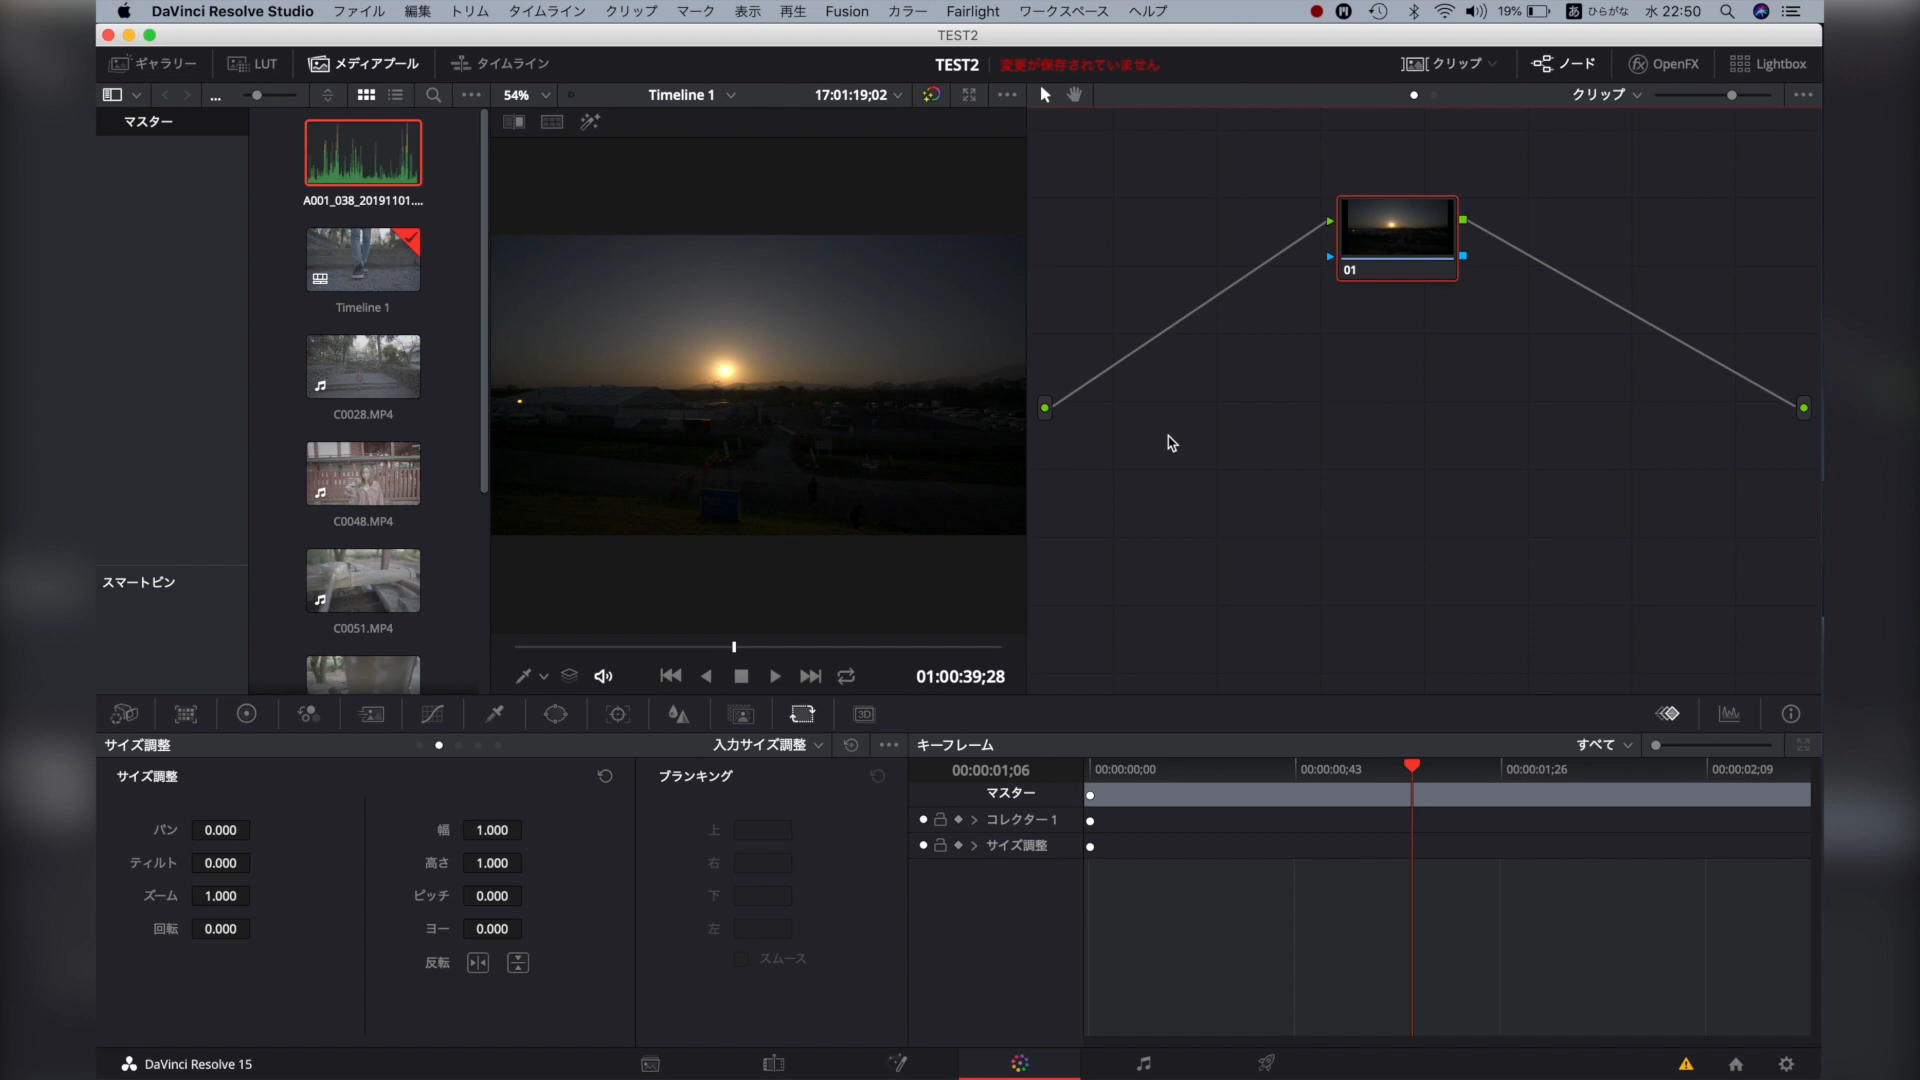 DaVinci Resolve Studio ファイル 編集 トリム タイムライン クリップ マーク 表示 再生 Fusion カラー Fairlight ワークスペース ヘルプ 19% あ ひらがな 水 22:50
TEST2
ギャラリー LUT メディアプール タイムライン TEST2 変更が保存されていません クリップ ノード fx OpenFX Lightbox
... 54% Timeline 1 17:01:19;02 クリップ
マスター
A001_038_20191101....
01
Timeline 1
C0028.MP4
C0048.MP4
スマートビン
C0051.MP4
01:00:39;28
3D
サイズ調整 入力サイズ調整 キーフレーム すべて
サイズ調整 ブランキング 00:00:01;06 00:00:00;00 00:00:00;43 00:00:01;26 00:00:02;09
マスター
コレクター 1
パン 0.000 幅 1.000 上
サイズ調整
ティルト 0.000 高さ 1.000 右
ズーム 1.000 ピッチ 0.000 下
回転 0.000 ヨー 0.000 左
反転 スムース
DaVinci Resolve 15